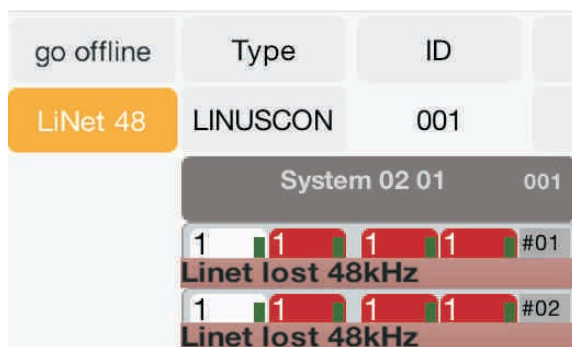 go offline Type ID
LiNet 48 LINUSCON 001
System 02 01 001
1 1 1 1 #01
Linet lost 48kHz
1 1 1 1 #02
Linet lost 48kHz